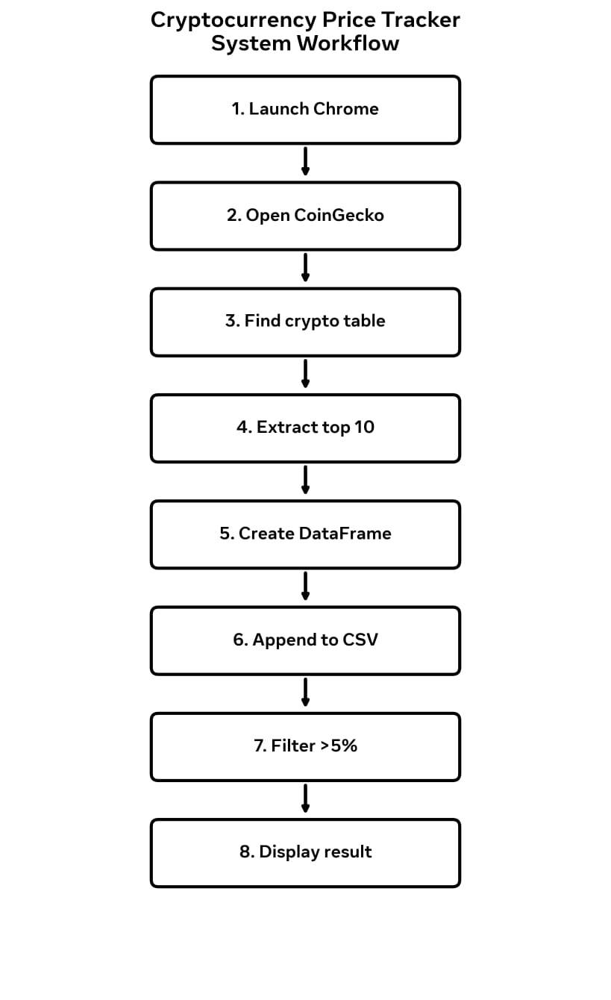 Cryptocurrency Price Tracker
System Workflow
1. Launch Chrome
2. Open CoinGecko
3. Find crypto table
4. Extract top 10
5. Create DataFrame
6. Append to CSV
7. Filter >5%
8. Display result